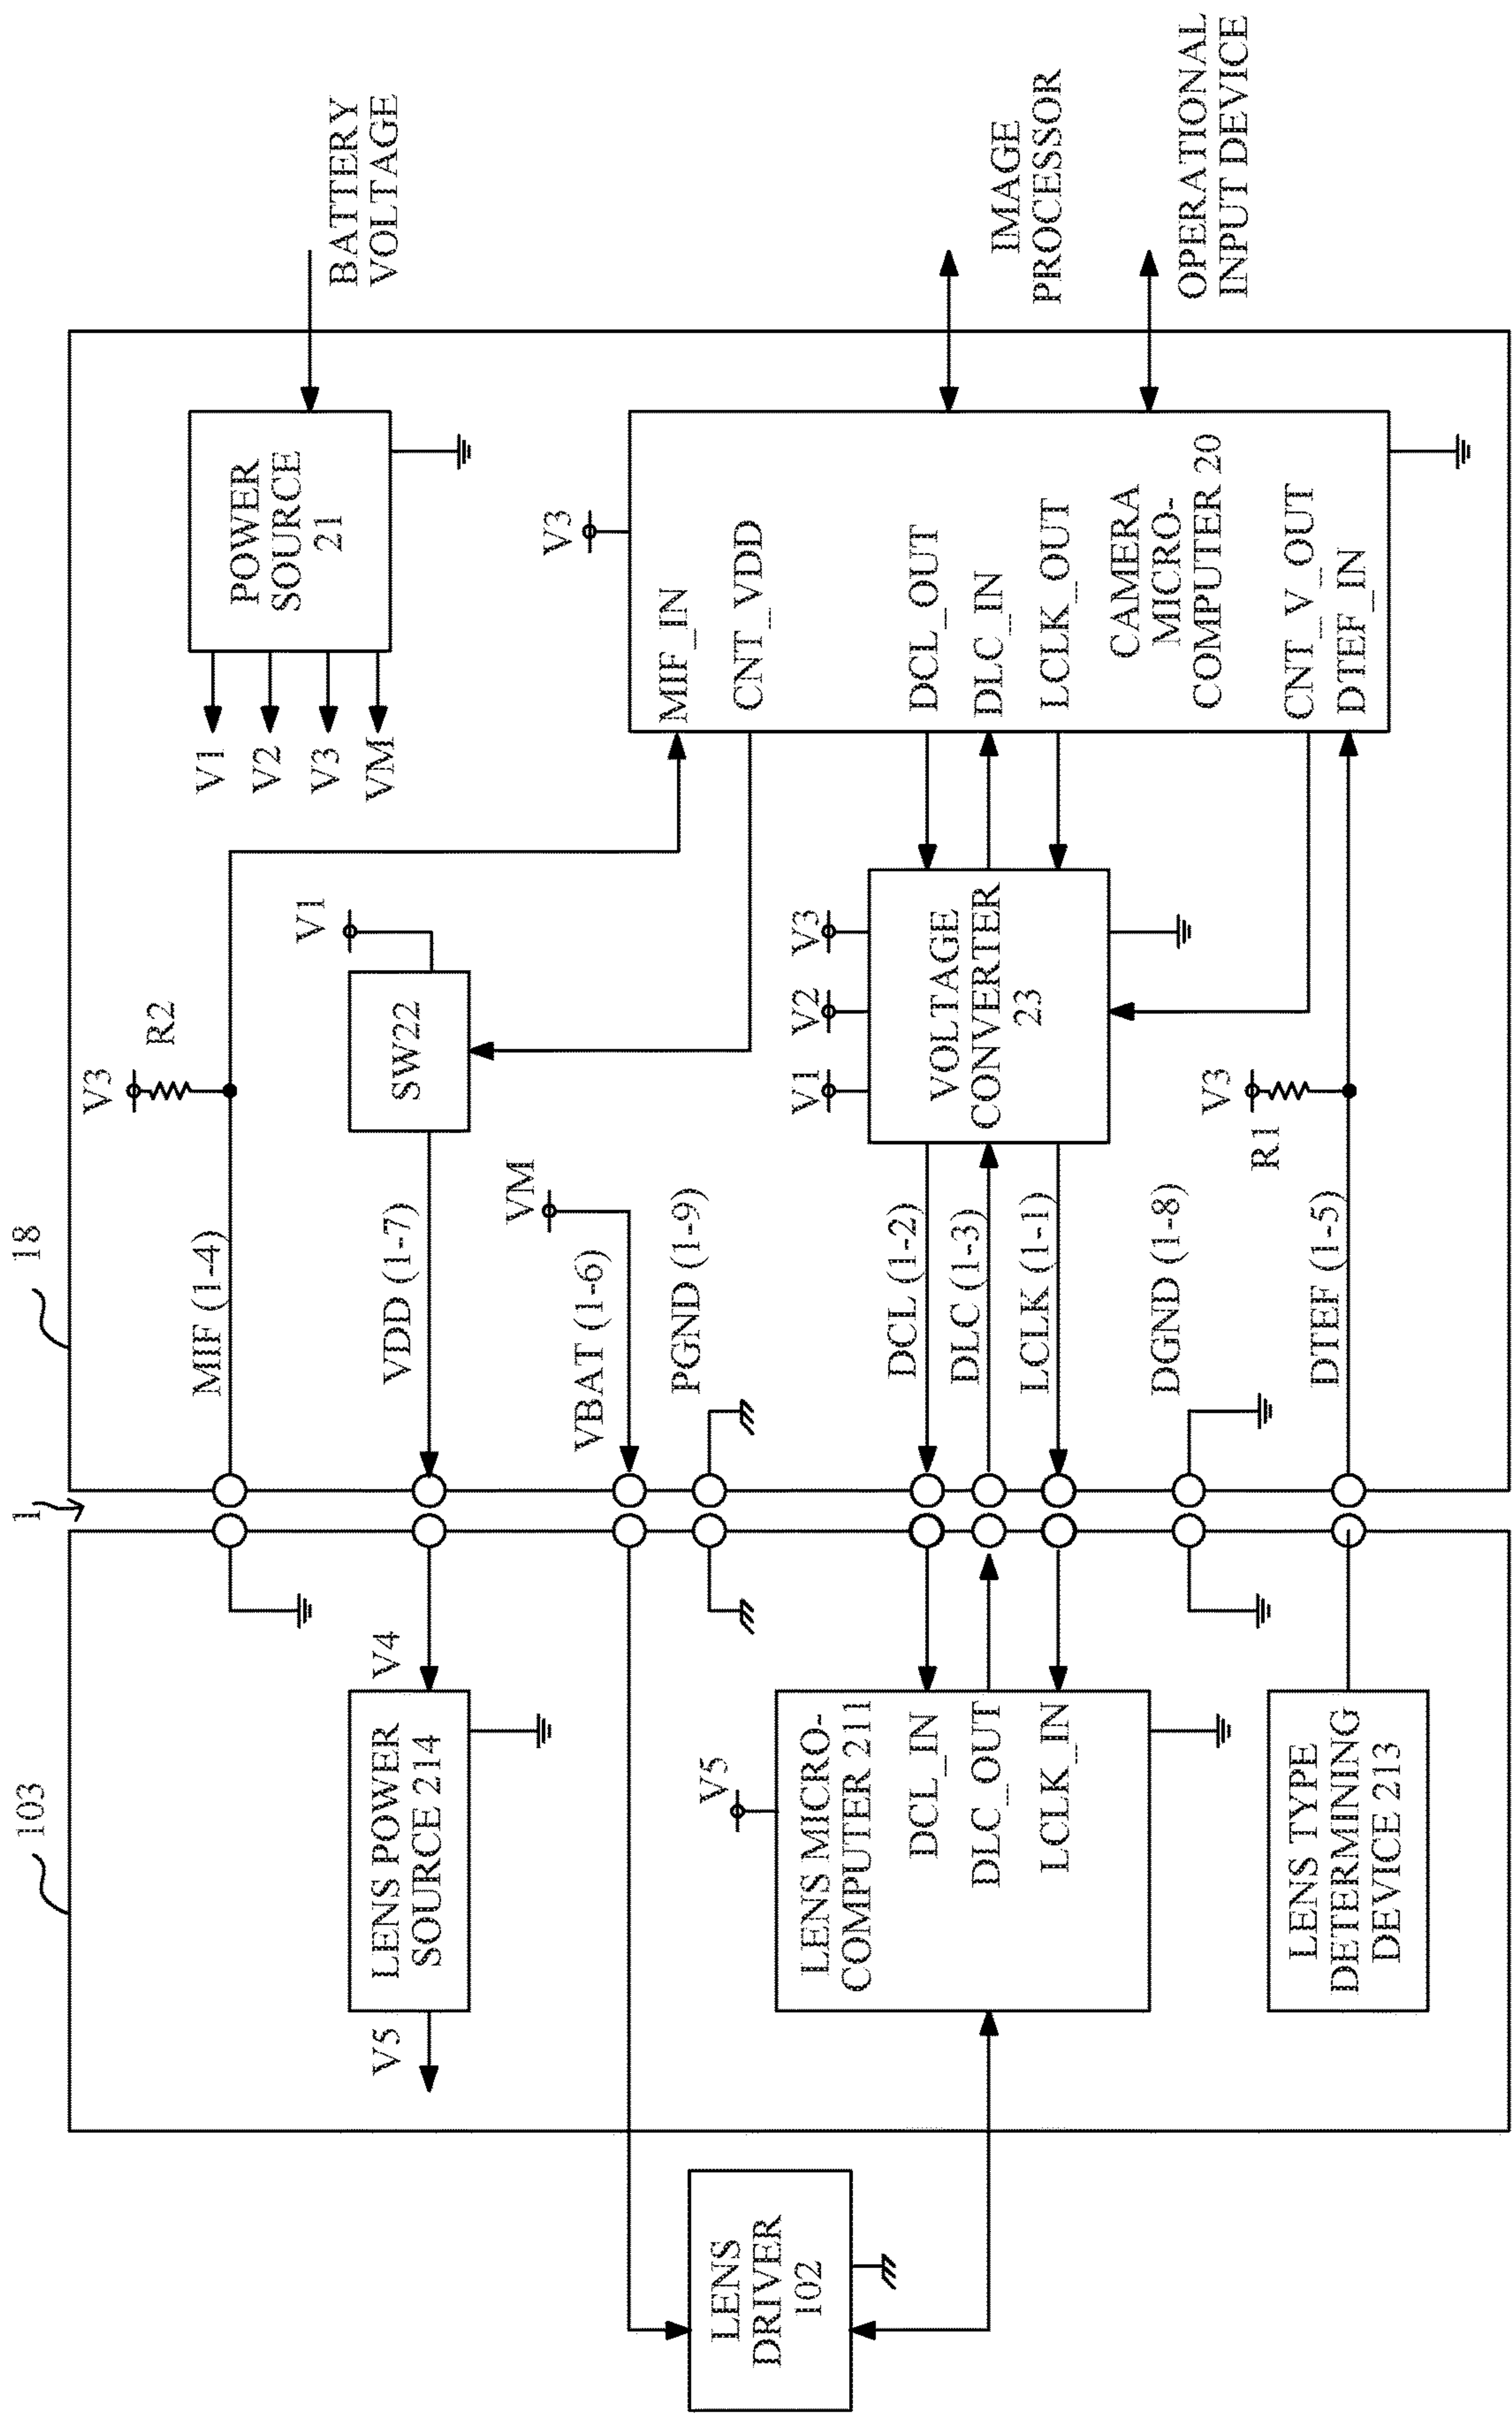 103
1
18
BATTERY
VOLTAGE
POWER
SOURCE
21
V1
V2
V3
VM
V3
R2
MIF (1-4)
V1
SW22
VDD (1-7)
V4
LENS POWER
SOURCE 214
V5
VM
VBAT (1-6)
PGND (1-9)
V3
MIF_IN
CNT_VDD
DCL_OUT
DLC_IN
LCLK_OUT
CAMERA
MICRO-
COMPUTER 20
CNT_V_OUT
DTEF_IN
IMAGE
PROCESSOR
OPERATIONAL
INPUT DEVICE
V1
V2
V3
VOLTAGE
CONVERTER
23
DCL (1-2)
DLC (1-3)
LCLK (1-1)
DGND (1-8)
V3
R1
DTEF (1-5)
V5
LENS MICRO-
COMPUTER 211
DCL_IN
DLC_OUT
LCLK_IN
LENS TYPE
DETERMINING
DEVICE 213
LENS
DRIVER
102